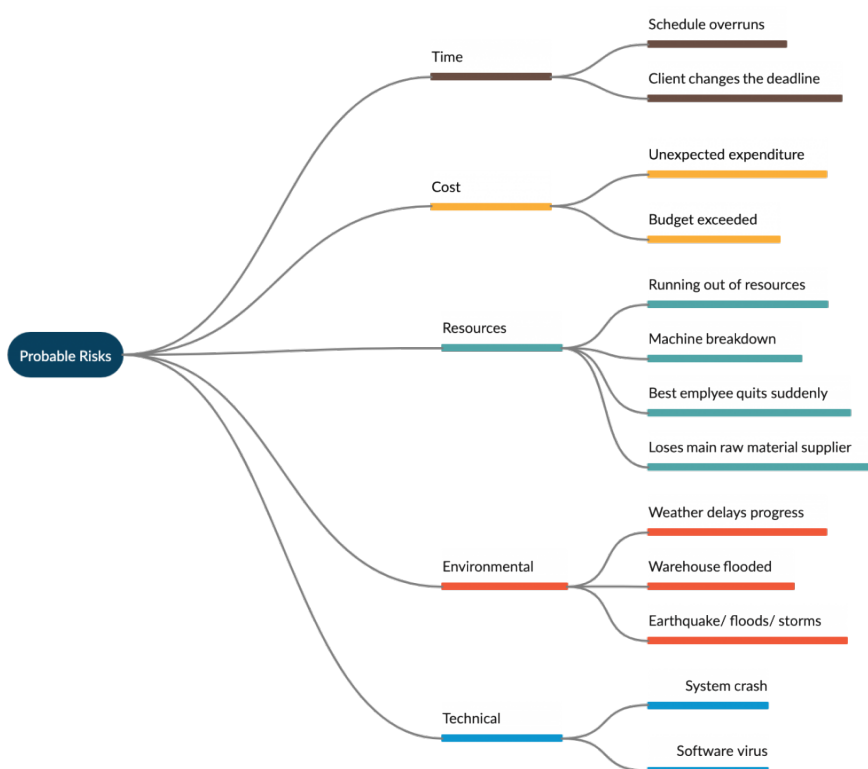 Schedule overruns
Time
Client changes the deadline
Unexpected expenditure
Cost
Budget exceeded
Running out of resources
Resources
Machine breakdown
Probable Risks
Best emplyee quits suddenly
Loses main raw material supplier
Weather delays progress
Environmental
Warehouse flooded
Earthquake/ floods/ storms
System crash
Technical
Software virus